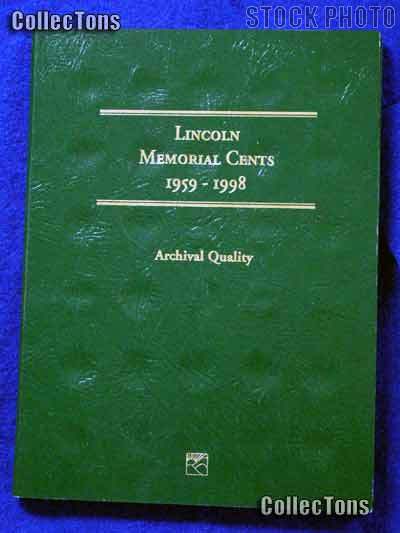 CollecTons
STOCK PHOTO
LINCOLN
MEMORIAL CENTS
1959 - 1998
Archival Quality
CollecTons